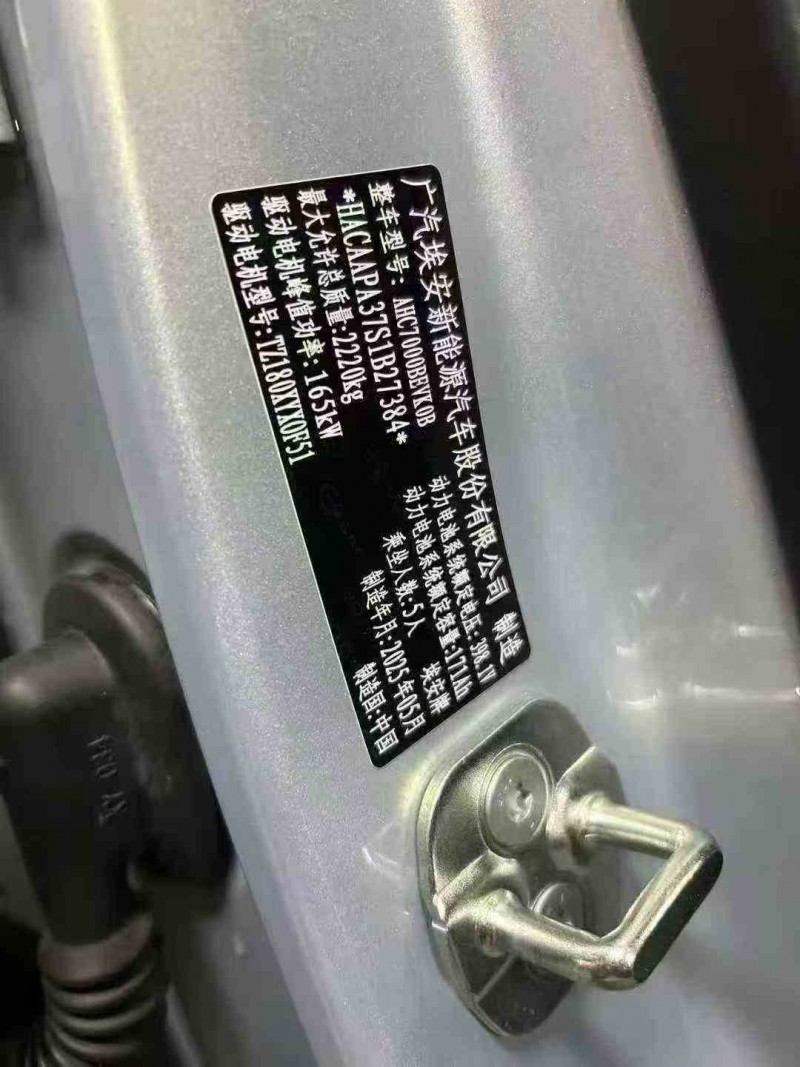 广汽埃安新能源汽车股份有限公司 制造
整车型号: AHC7000BEVK0B 动力电池系统额定电压:398.1V
*HACAAPA37S1B27384* 动力电池系统额定容量:171Ah
最大允许总质量:2220kg 乘坐人数:5人 埃安牌
驱动电机峰值功率:165kW 制造年月:2025年05月
驱动电机型号:TZ180XYX0F51 制造国:中国